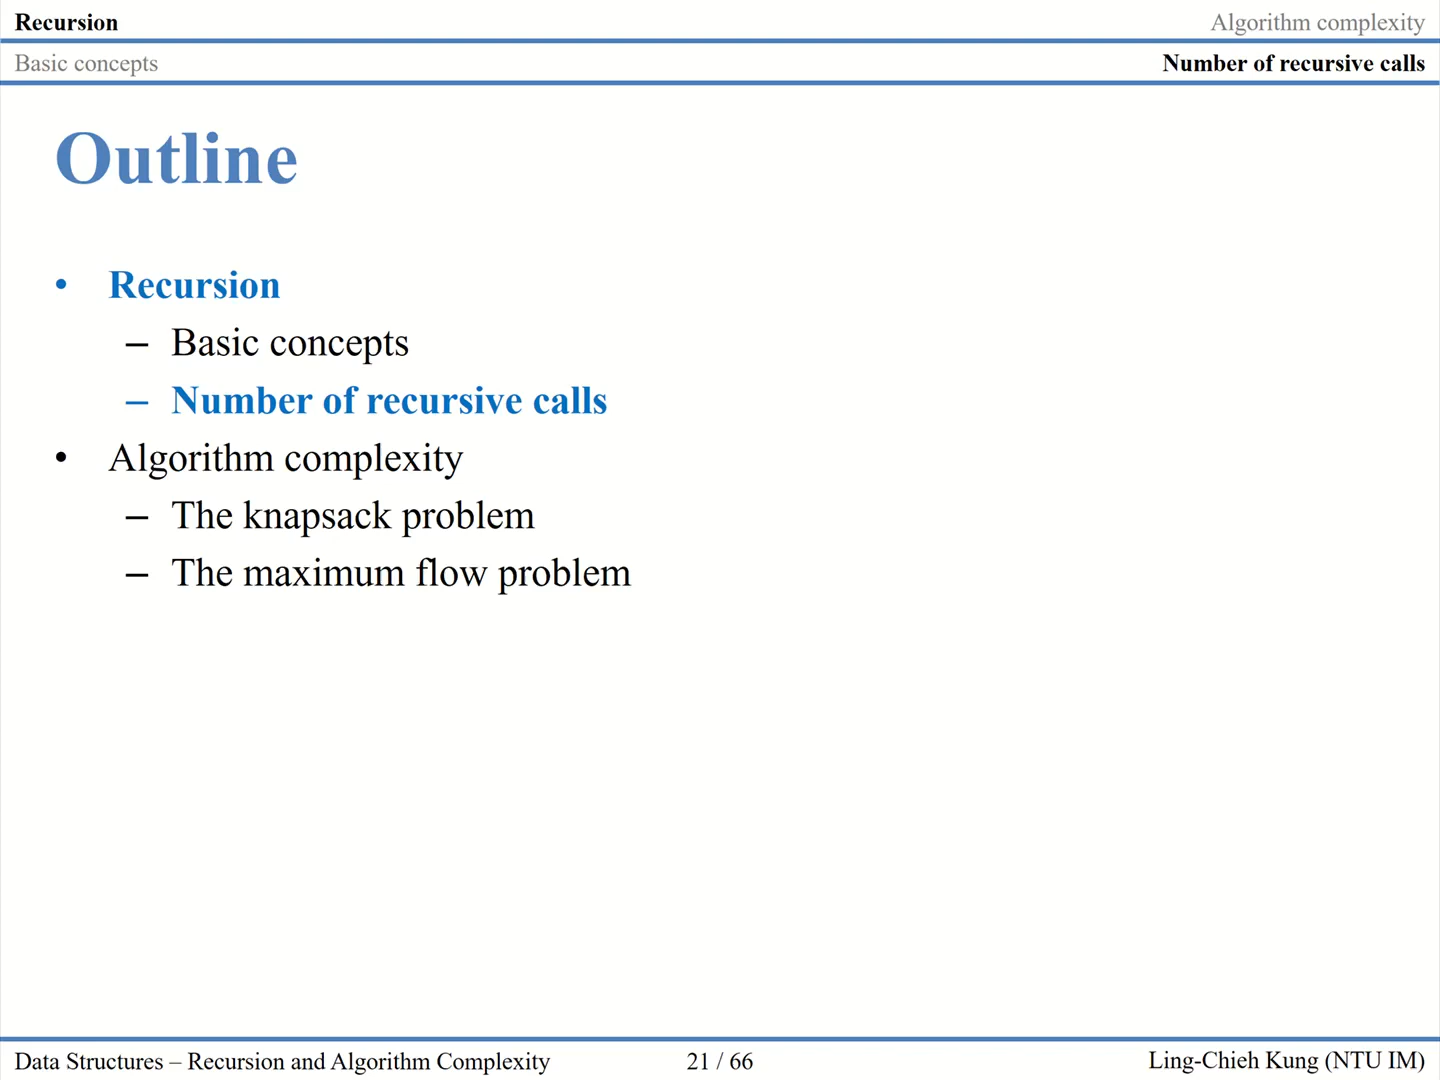 Recursion Algorithm complexity
Basic concepts Number of recursive calls
Outline
• Recursion
– Basic concepts
– Number of recursive calls
• Algorithm complexity
– The knapsack problem
– The maximum flow problem
Data Structures – Recursion and Algorithm Complexity 21 / 66 Ling-Chieh Kung (NTU IM)